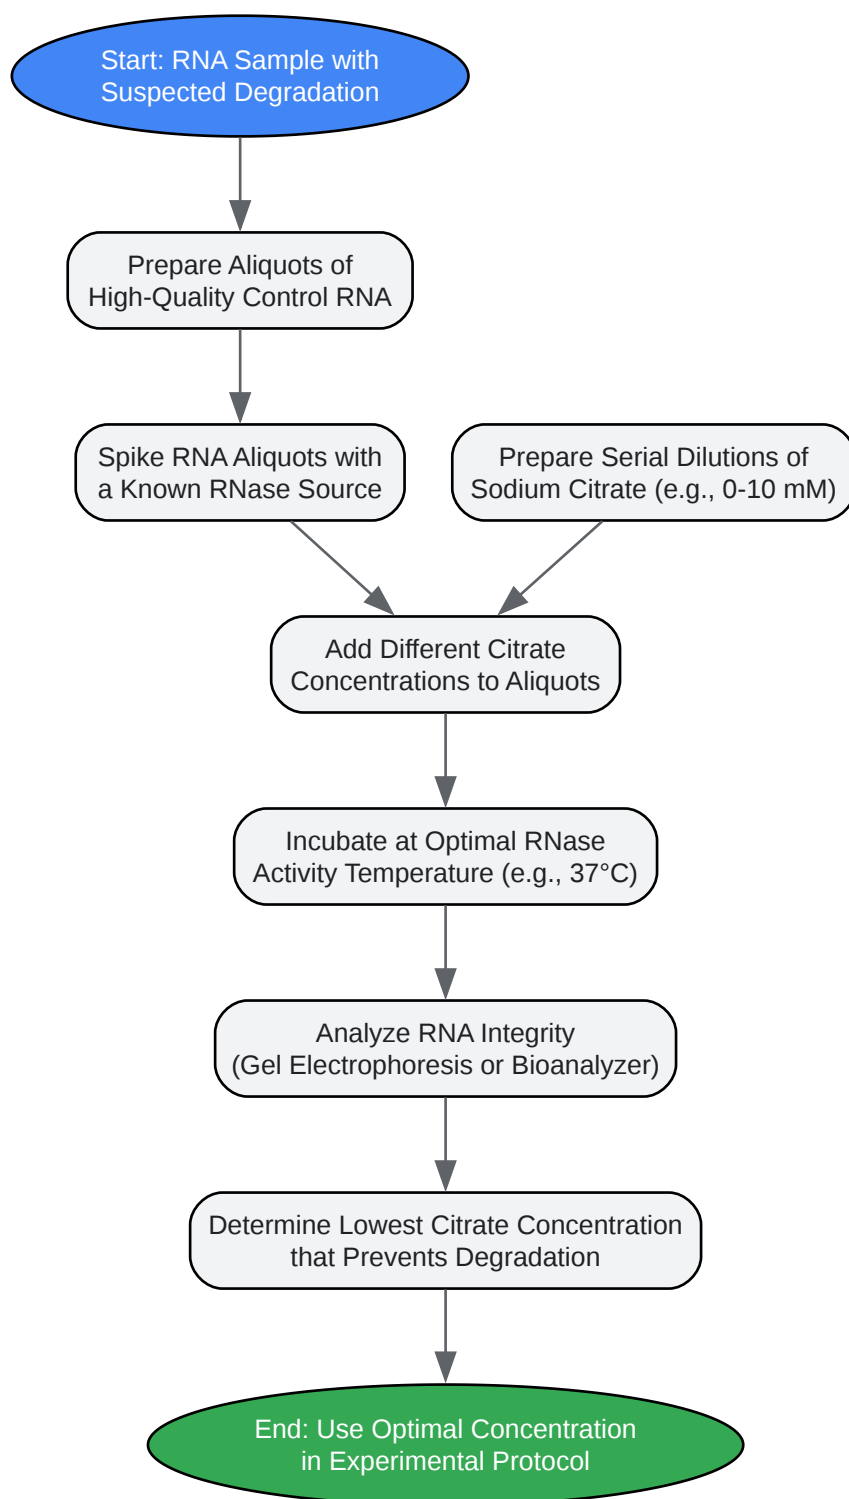 Start: RNA Sample with
Suspected Degradation
Prepare Aliquots of
High-Quality Control RNA
Spike RNA Aliquots with
a Known RNase Source
Prepare Serial Dilutions of
Sodium Citrate (e.g., 0-10 mM)
Add Different Citrate
Concentrations to Aliquots
Incubate at Optimal RNase
Activity Temperature (e.g., 37°C)
Analyze RNA Integrity
(Gel Electrophoresis or Bioanalyzer)
Determine Lowest Citrate Concentration
that Prevents Degradation
End: Use Optimal Concentration
in Experimental Protocol